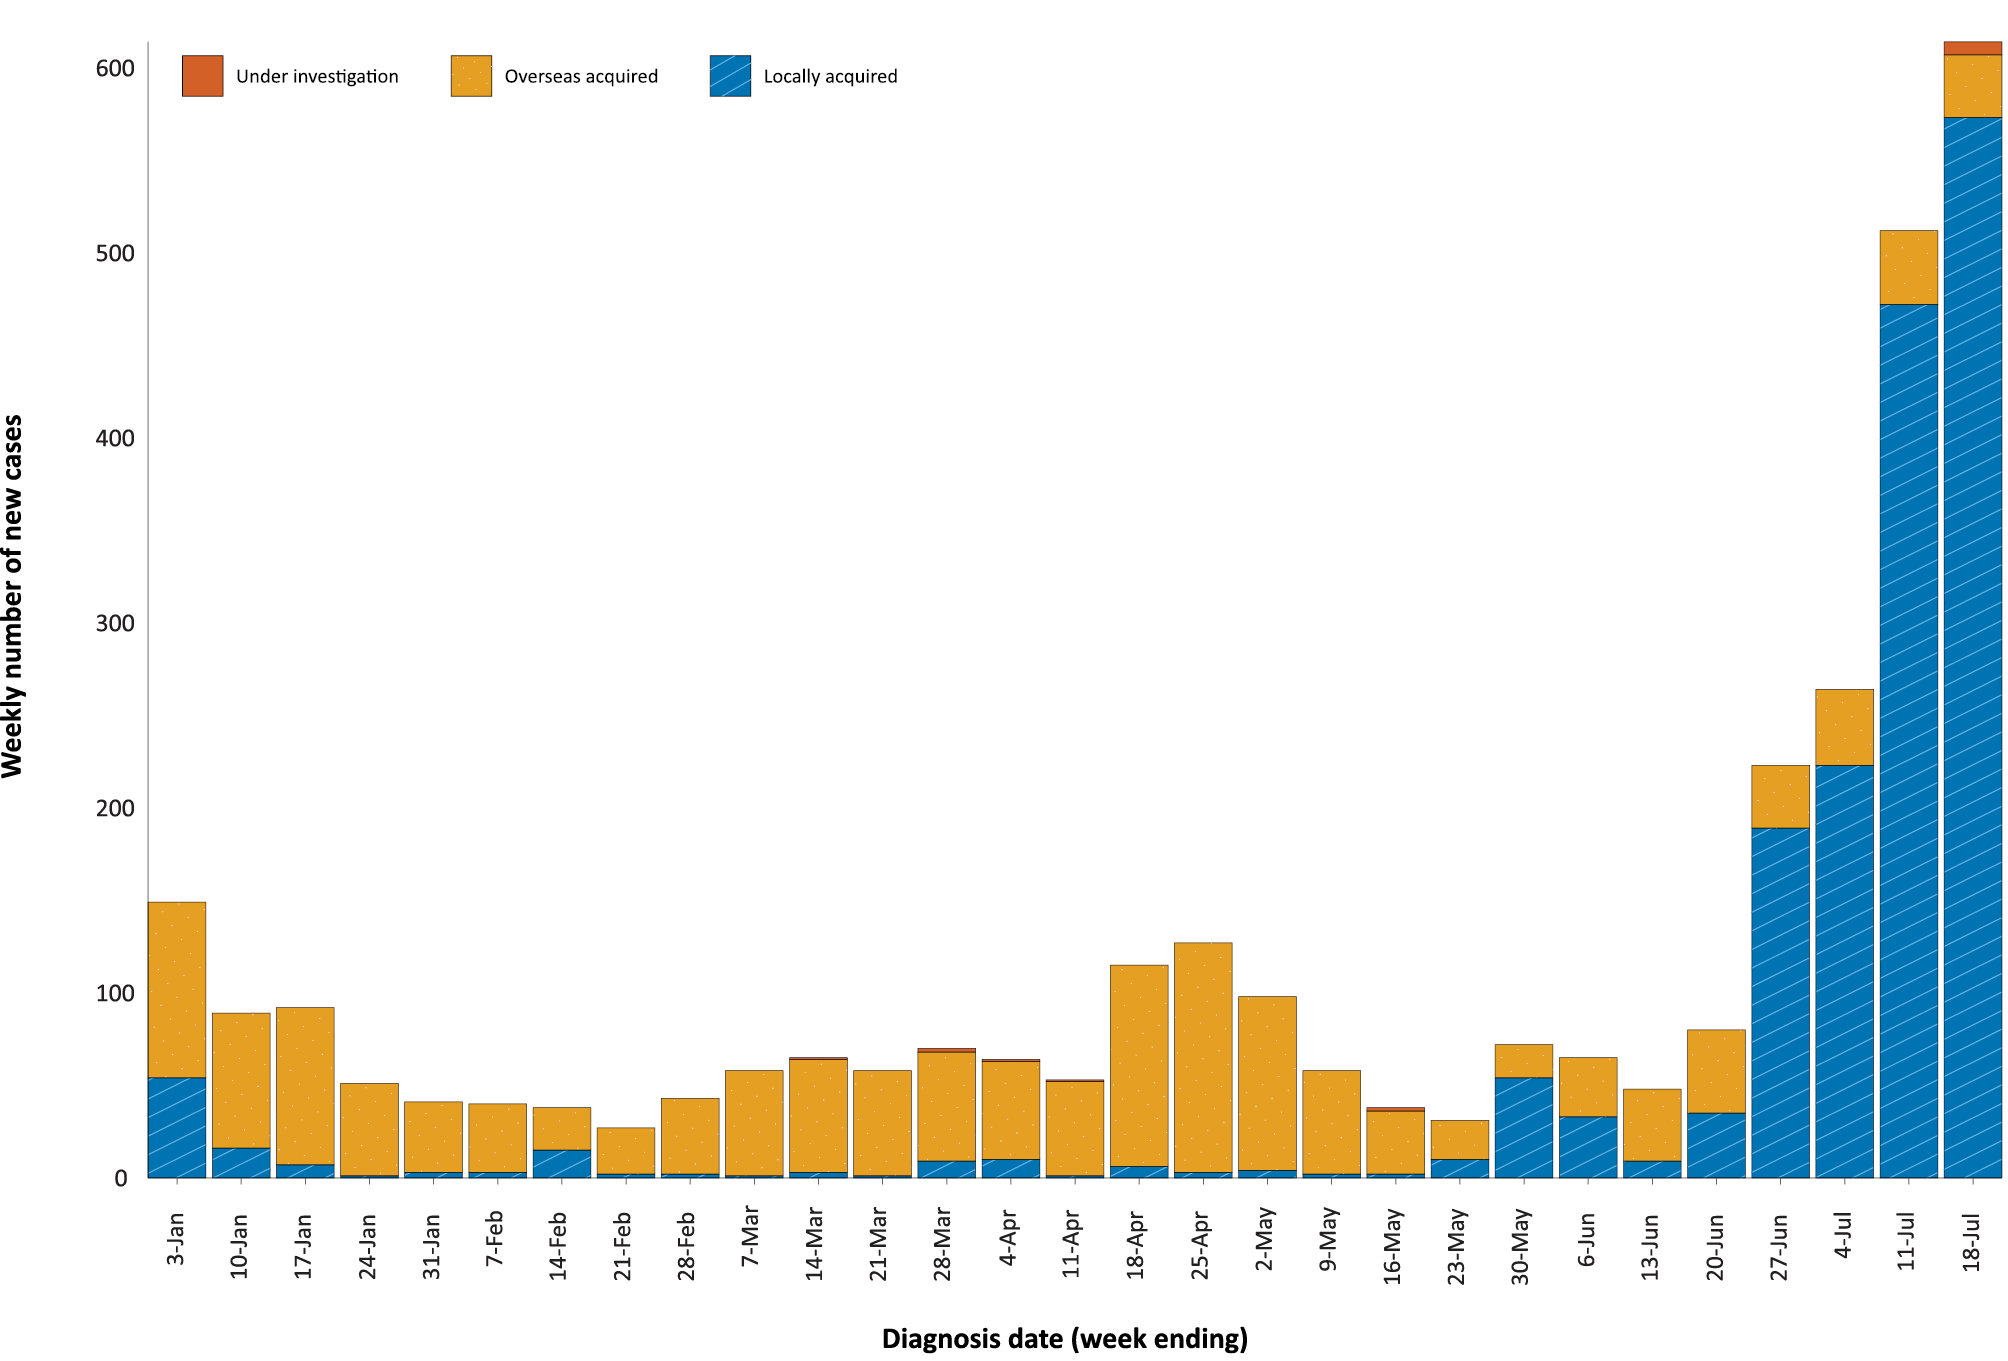 Under investigation
Overseas acquired
Locally acquired
Weekly number of new cases
600
500
400
300
200
100
0
3-Jan
10-Jan
17-Jan
24-Jan
31-Jan
7-Feb
14-Feb
21-Feb
28-Feb
7-Mar
14-Mar
21-Mar
28-Mar
4-Apr
11-Apr
18-Apr
25-Apr
2-May
9-May
16-May
23-May
30-May
6-Jun
13-Jun
20-Jun
27-Jun
4-Jul
11-Jul
18-Jul
Diagnosis date (week ending)